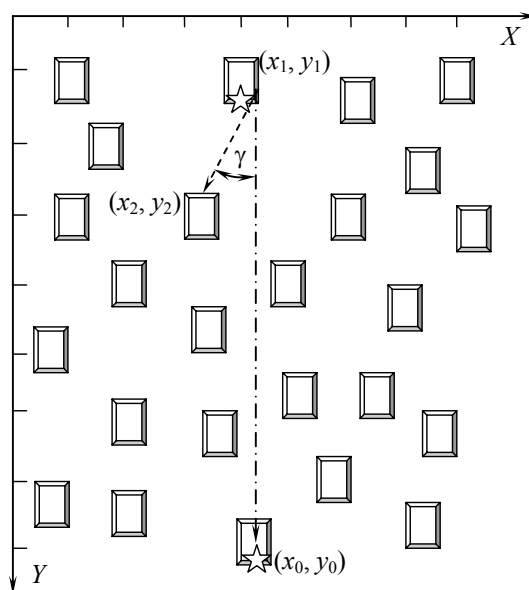 X
(x₁, y₁)
γ
(x₂, y₂)
(x₀, y₀)
Y